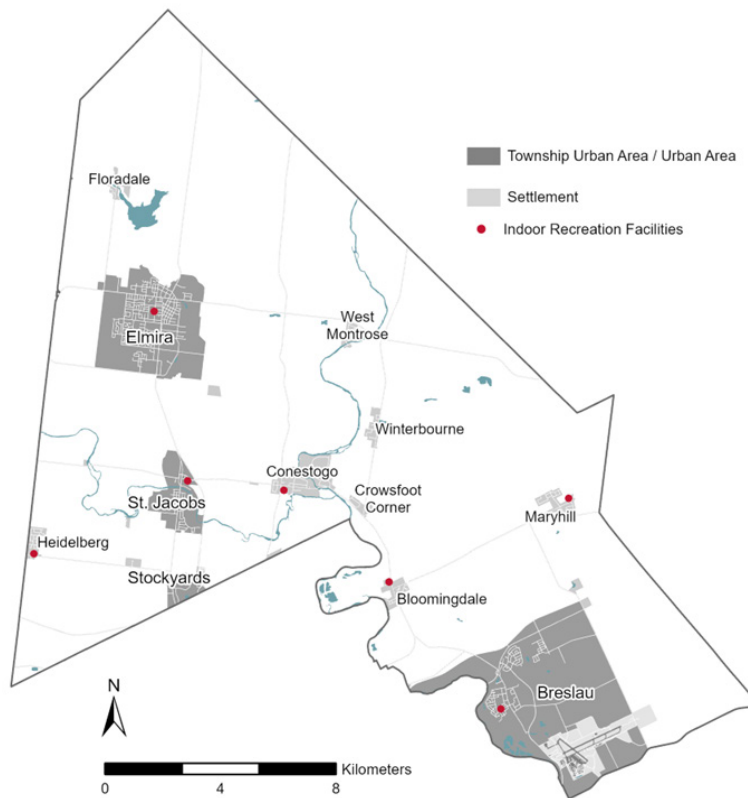 Floradale
Township Urban Area / Urban Area
Settlement
Indoor Recreation Facilities
Elmira
West
Montrose
Winterbourne
Conestogo
St. Jacobs
Crowsfoot
Corner
Maryhill
Heidelberg
Stockyards
Bloomingdale
Breslau
N
Kilometers
0 4 8